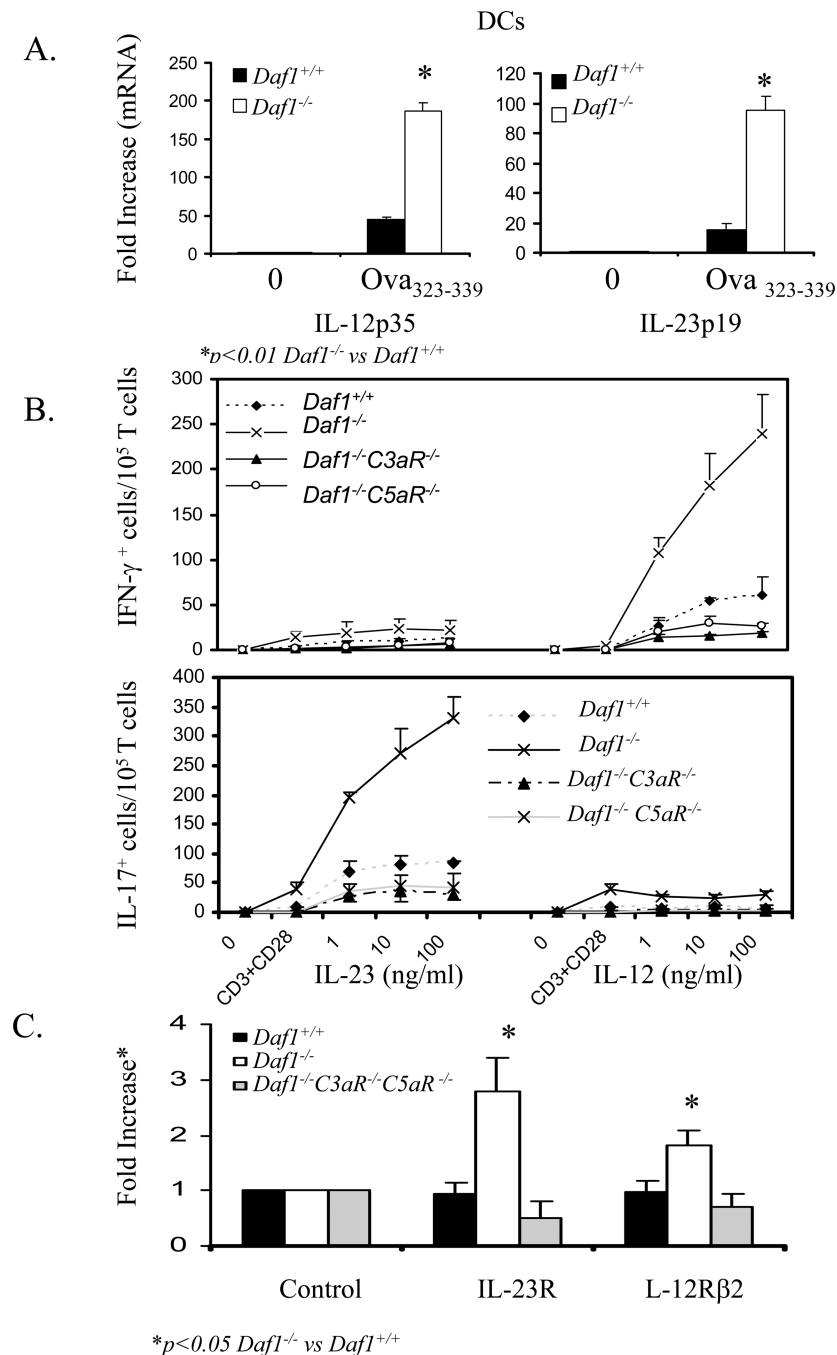 DCs
A.
Fold Increase (mRNA)
250
200
150
100
50
0
Daf1+/+
Daf1-/-
*
0
Ova323-339
IL-12p35
120
100
80
60
40
20
0
Daf1+/+
Daf1-/-
*
0
Ova 323-339
IL-23p19
*p<0.01 Daf1-/- vs Daf1+/+
B.
IFN-γ + cells/10⁵ T cells
300
250
200
150
100
50
0
Daf1+/+
Daf1-/-
Daf1-/-C3aR-/-
Daf1-/-C5aR-/-
IL-17+ cells/10⁵ T cells
400
350
300
250
200
150
100
50
0
Daf1+/+
Daf1-/-
Daf1-/-C3aR-/-
Daf1-/- C5aR-/-
0
CD3+CD28
1
10
100
0
CD3+CD28
1
10
100
IL-23 (ng/ml)
IL-12 (ng/ml)
C.
Fold Increase*
4
3
2
1
0
Daf1+/+
Daf1-/-
Daf1-/-C3aR-/-C5aR -/-
*
*
Control
IL-23R
L-12Rβ2
*p<0.05 Daf1-/- vs Daf1+/+